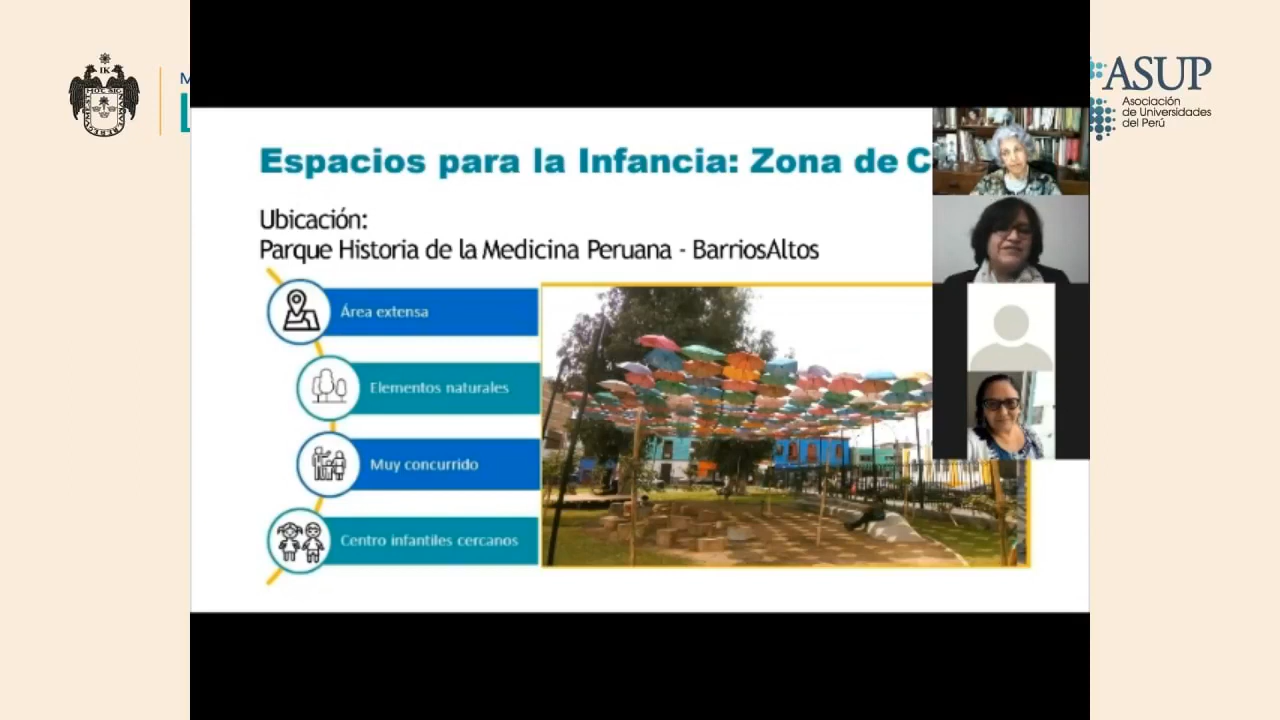 ASUP
Asociación
de Universidades
del Perú
Espacios para la Infancia: Zona de C
Ubicación:
Parque Historia de la Medicina Peruana - BarriosAltos
Área extensa
Elementos naturales
Muy concurrido
Centro infantiles cercanos